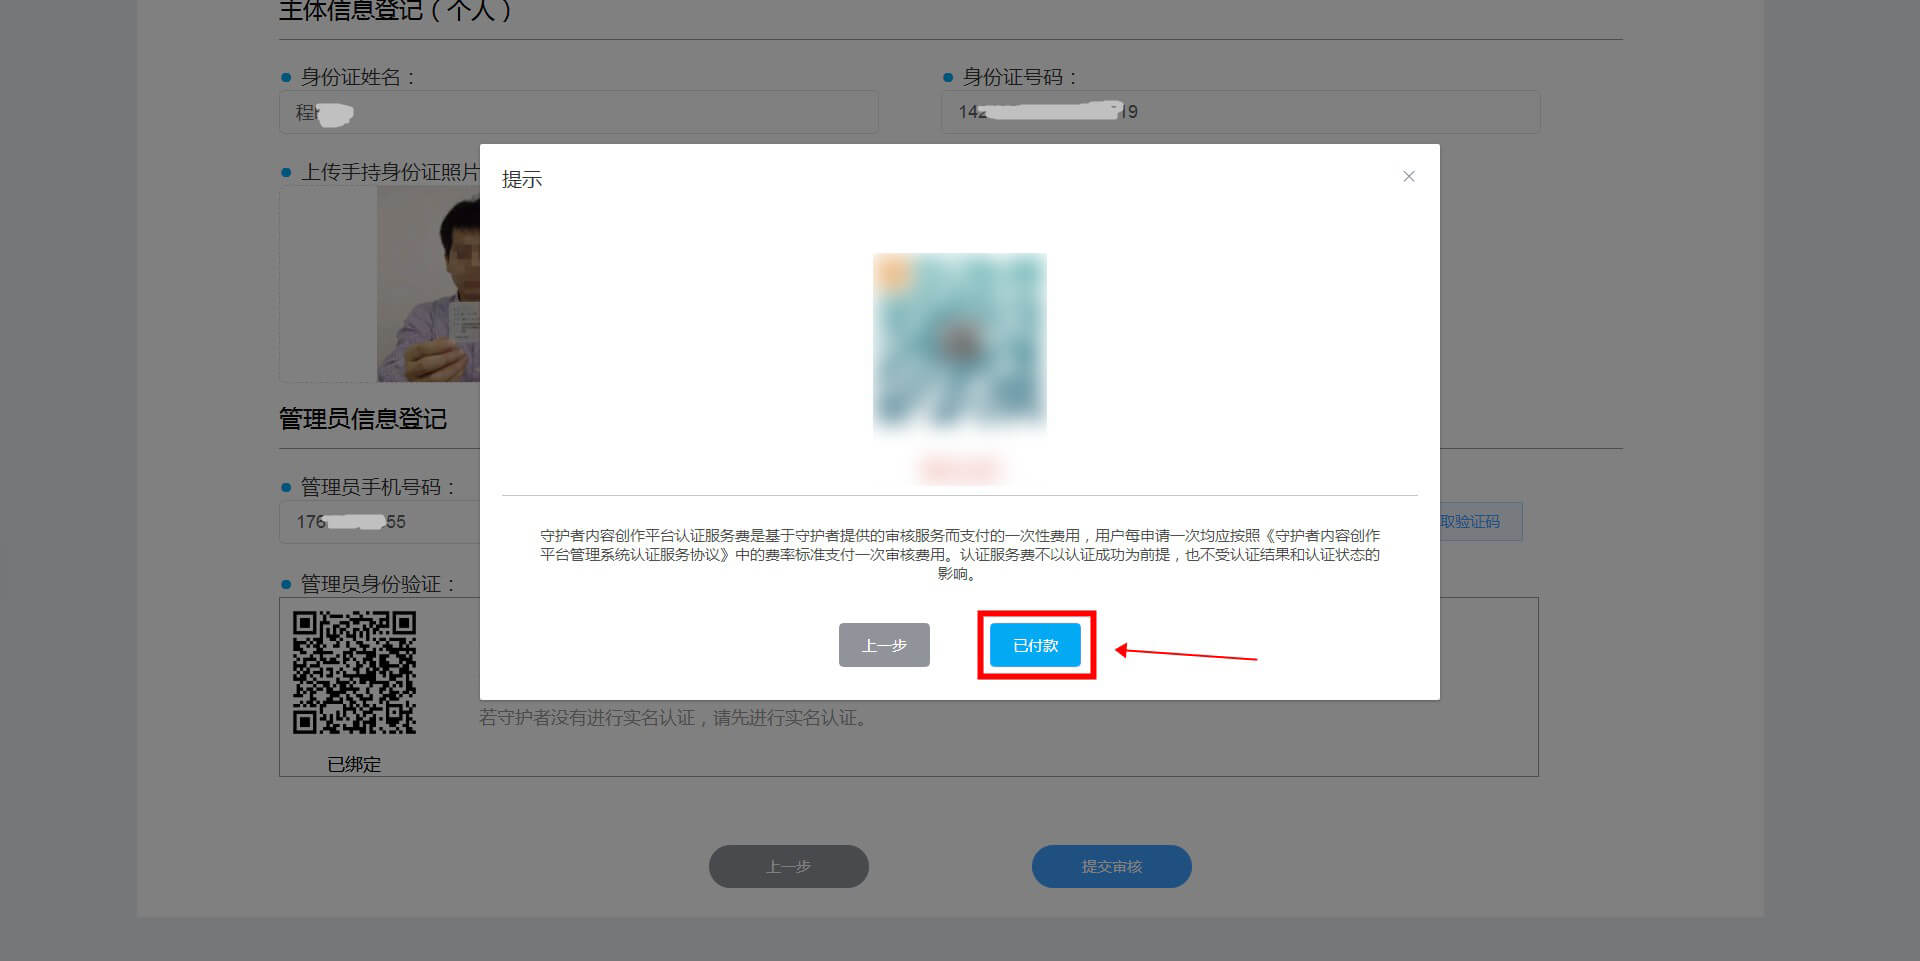 主体信息登记（个人）
身份证姓名：
身份证号码：
程
142 19
上传手持身份证照片
提示
管理员信息登记
管理员手机号码：
176 55
取验证码
守护者内容创作平台认证服务费是基于守护者提供的审核服务而支付的一次性费用，用户每申请一次均应按照《守护者内容创作
平台管理系统认证服务协议》中的费率标准支付一次审核费用。认证服务费不以认证成功为前提，也不受认证结果和认证状态的
影响。
管理员身份验证：
上一步
已付款
若守护者没有进行实名认证，请先进行实名认证。
已绑定
上一步
提交审核